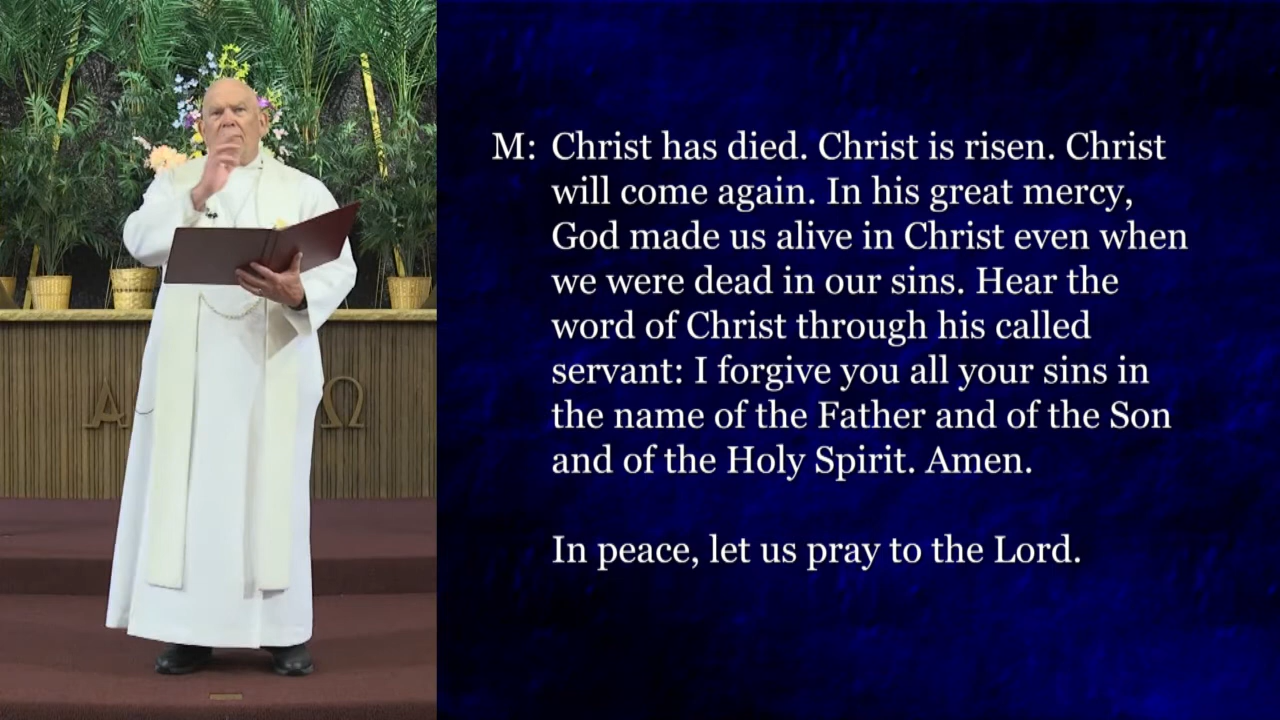 M: Christ has died. Christ is risen. Christ
will come again. In his great mercy,
God made us alive in Christ even when
we were dead in our sins. Hear the
word of Christ through his called
servant: I forgive you all your sins in
the name of the Father and of the Son
and of the Holy Spirit. Amen.
In peace, let us pray to the Lord.
Α Ω